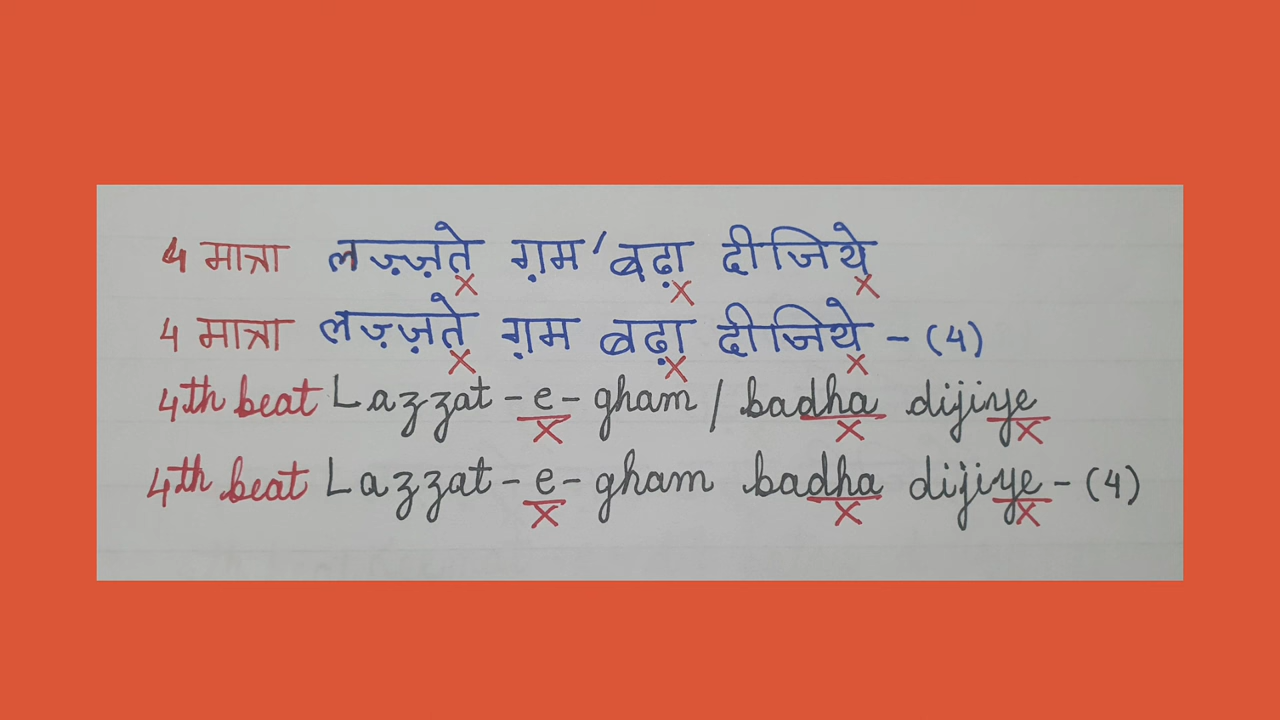 4 मात्रा लज़्ज़ते ग़म ' बढ़ा दीजिये
x x x
4 मात्रा लज़्ज़ते ग़म बढ़ा दीजिये - (4)
x x x
4th beat Lazzat - e - gham / badha dijiye
x x x
4th beat Lazzat - e - gham badha dijiye - (4)
x x x